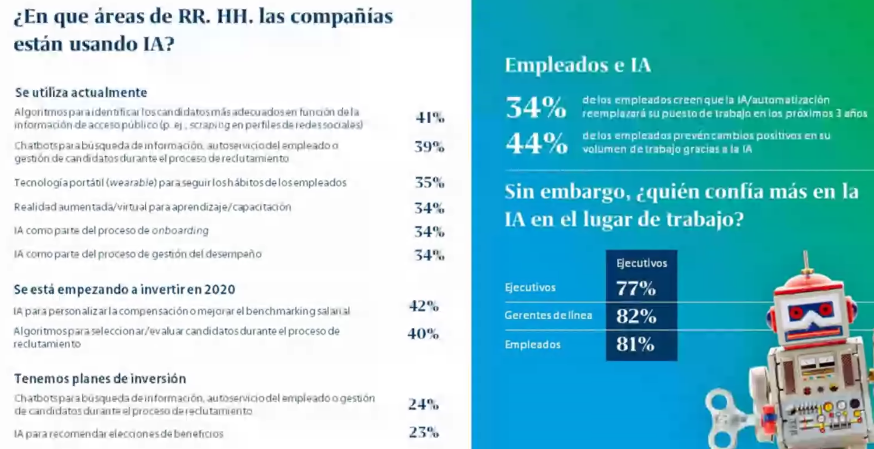 ¿En que áreas de RR. HH. las compañías
están usando IA?
Se utiliza actualmente
Algoritmos para identificar los candidatos más adecuados en función de la
información de acceso público (p. ej., scraping en perfiles de redes sociales)
41%
Chatbots para búsqueda de información, autoservicio del empleado o
gestión de candidatos durante el proceso de reclutamiento
39%
Tecnología portátil (wearable) para seguir los hábitos de los empleados
35%
Realidad aumentada/virtual para aprendizaje/capacitación
34%
IA como parte del proceso de onboarding
34%
IA como parte del proceso de gestión del desempeño
34%
Se está empezando a invertir en 2020
IA para personalizar la compensación o mejorar el benchmarking salarial
42%
Algoritmos para seleccionar/evaluar candidatos durante el proceso de
reclutamiento
40%
Tenemos planes de inversión
Chatbots para búsqueda de información, autoservicio del empleado o gestión
de candidatos durante el proceso de reclutamiento
24%
IA para recomendar elecciones de beneficios
23%
Empleados e IA
34%
de los empleados creen que la IA/automatización
reemplazará su puesto de trabajo en los próximos 3 años
44%
de los empleados prevén cambios positivos en su
volumen de trabajo gracias a la IA
Sin embargo, ¿quién confía más en la
IA en el lugar de trabajo?
Ejecutivos
Ejecutivos 77%
Gerentes de línea 82%
Empleados 81%